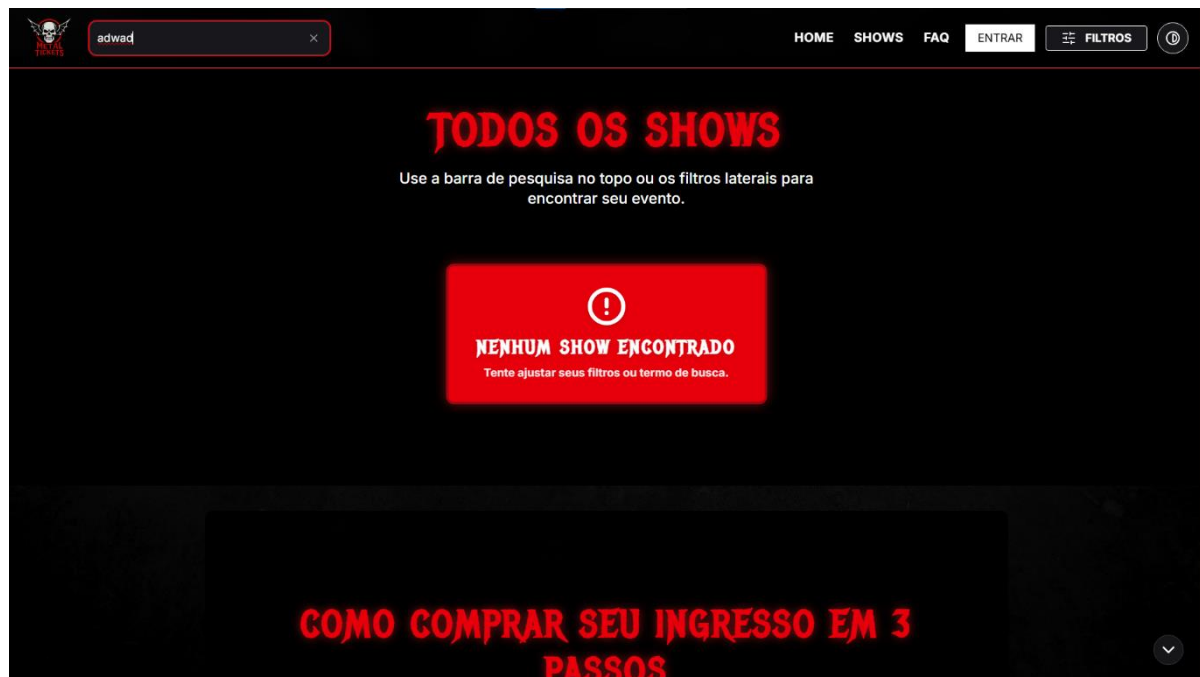 METAL
TICKETS
adwad
HOME SHOWS FAQ ENTRAR FILTROS
TODOS OS SHOWS
Use a barra de pesquisa no topo ou os filtros laterais para
encontrar seu evento.
NENHUM SHOW ENCONTRADO
Tente ajustar seus filtros ou termo de busca.
COMO COMPRAR SEU INGRESSO EM 3
PASSOS